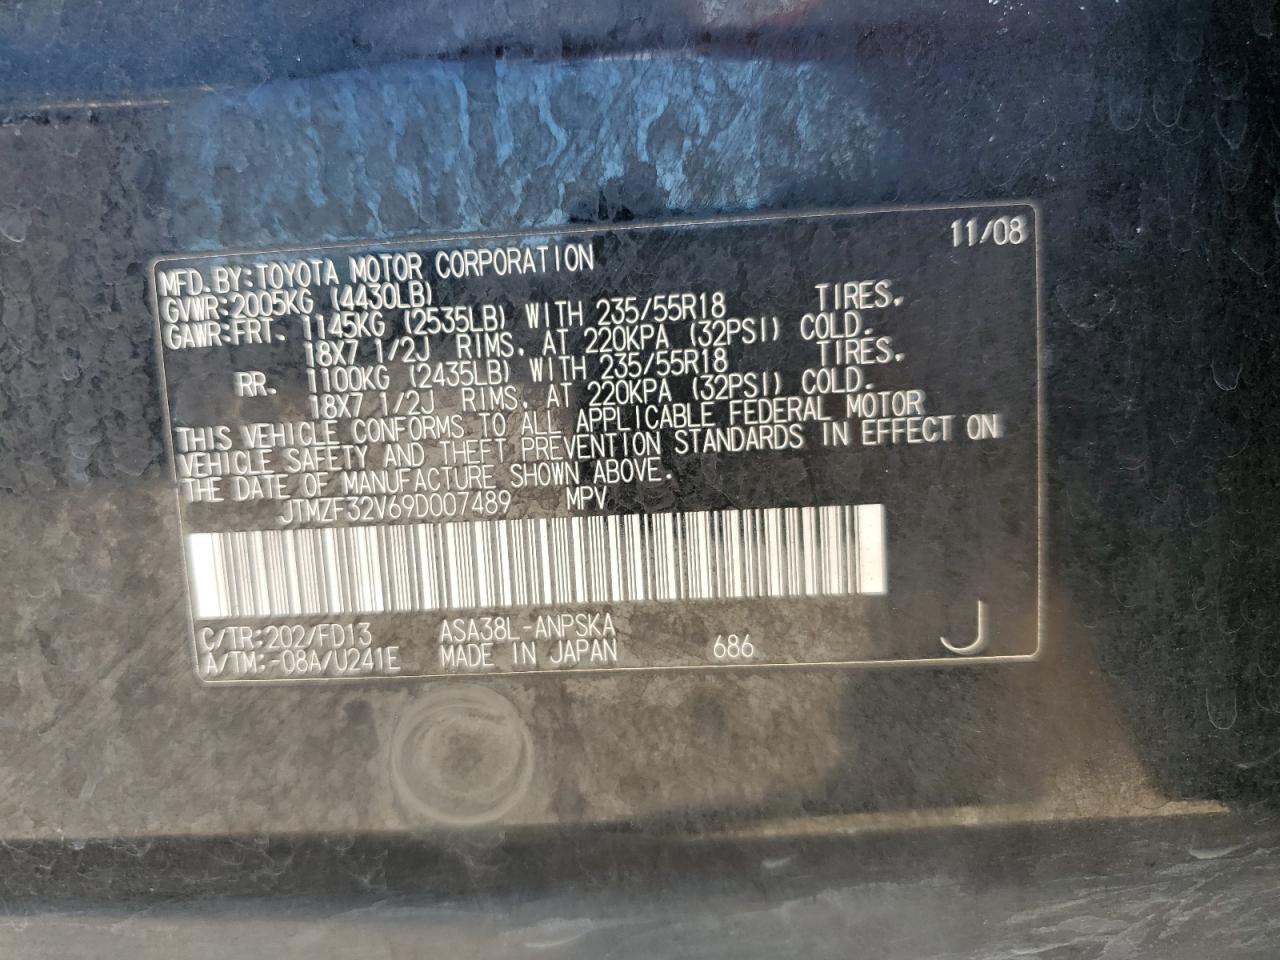 11/08
MFD.BY:TOYOTA MOTOR CORPORATION
GVWR:2005KG (4430LB)
GAWR:FRT. 1145KG (2535LB) WITH 235/55R18 TIRES,
18X7 1/2J RIMS, AT 220KPA (32PSI) COLD.
RR. 1100KG (2435LB) WITH 235/55R18 TIRES,
18X7 1/2J RIMS, AT 220KPA (32PSI) COLD.
THIS VEHICLE CONFORMS TO ALL APPLICABLE FEDERAL MOTOR
VEHICLE SAFETY AND THEFT PREVENTION STANDARDS IN EFFECT ON
THE DATE OF MANUFACTURE SHOWN ABOVE.
JTMZF32V69D007489 MPV
C/TR:202/FD13 ASA38L-ANPSKA
A/TM:-08A/U241E MADE IN JAPAN 686 J